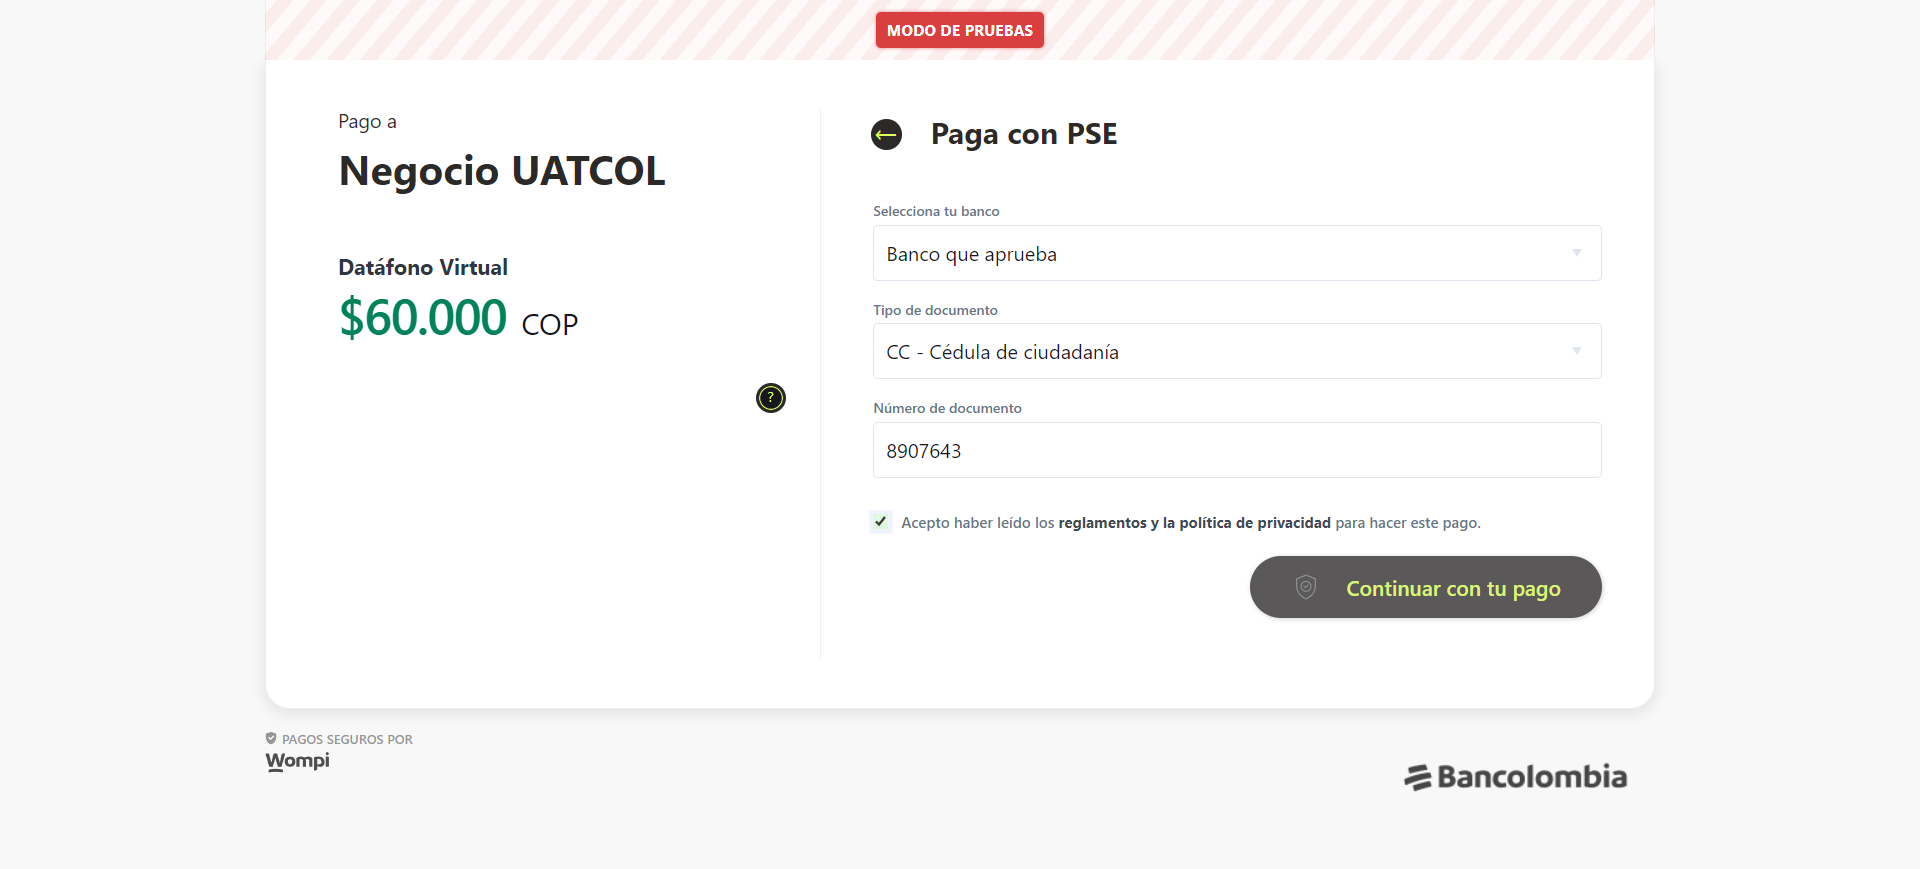 MODO DE PRUEBAS
Pago a
Negocio UATCOL
Datáfono Virtual
$60.000 COP
?
Paga con PSE
Selecciona tu banco
Banco que aprueba
Tipo de documento
CC - Cédula de ciudadanía
Número de documento
8907643
Acepto haber leído los reglamentos y la política de privacidad para hacer este pago.
Continuar con tu pago
PAGOS SEGUROS POR
Wompi
Bancolombia